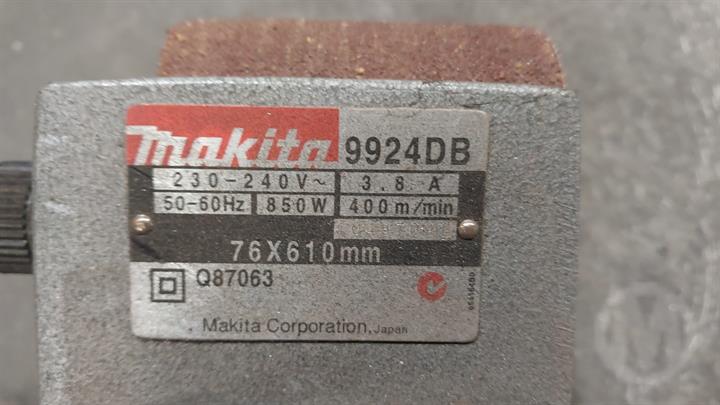 makita 9924DB
230-240V~ 3.8 A
50-60Hz 850W 400m/min
76X610mm
Q87063
Makita Corporation, Japan